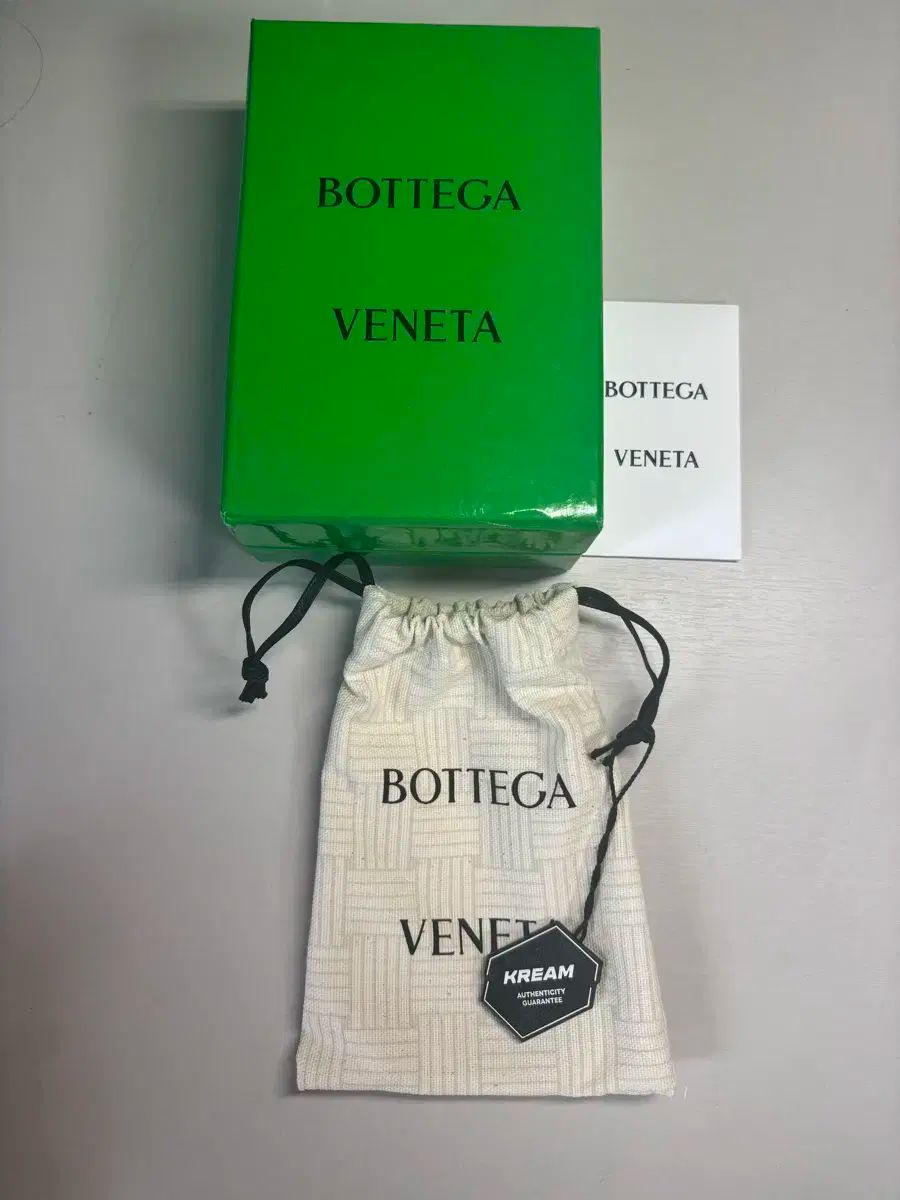 BOTTEGA
VENETA
BOTTEGA
VENETA
BOTTEGA
VENETA
KREAM
AUTHENTICITY
GUARANTEE